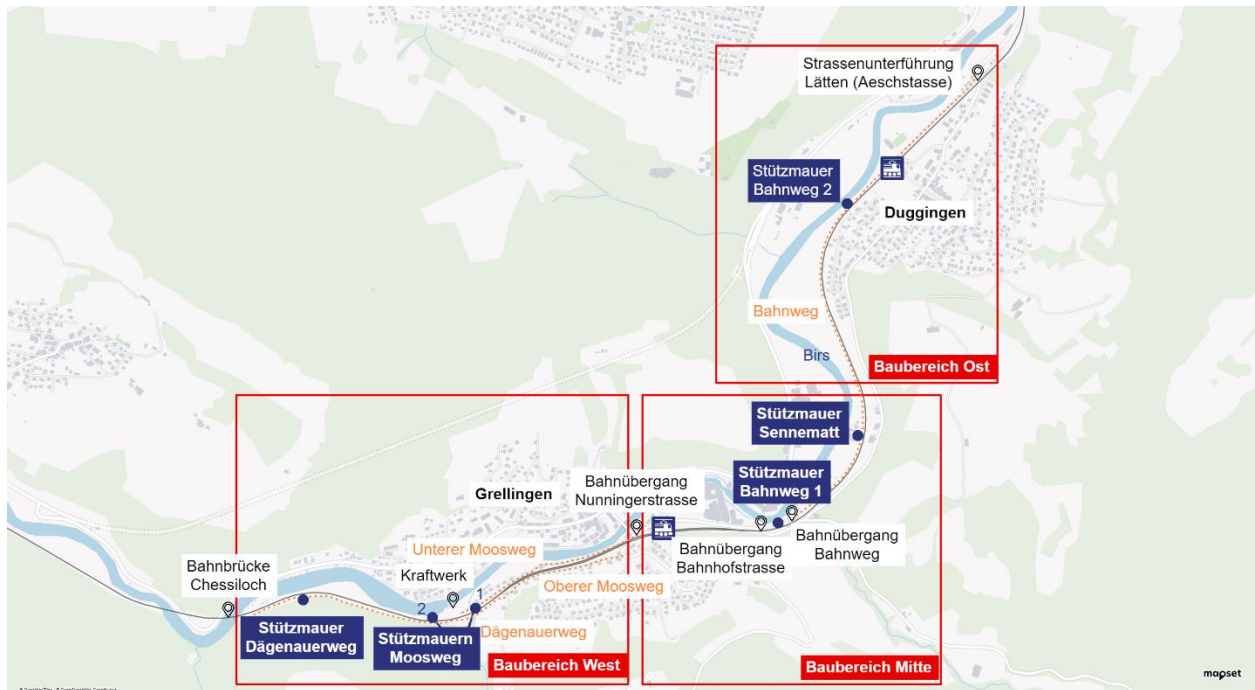 Strassenunterführung
Lätten (Aeschstasse)
Stützmauer
Bahnweg 2
Duggingen
Bahnweg
Birs
Baubereich Ost
Stützmauer
Sennematt
Stützmauer
Bahnweg 1
Bahnübergang
Nunningerstrasse
Grellingen
Bahnübergang
Bahnweg
Bahnübergang
Bahnhofstrasse
Unterer Moosweg
Oberer Moosweg
Bahnbrücke
Chessiloch
Kraftwerk
1
2
Stützmauer
Dägenauerweg
Stützmauern
Moosweg
Dägenauerweg
Baubereich West
Baubereich Mitte
mapset